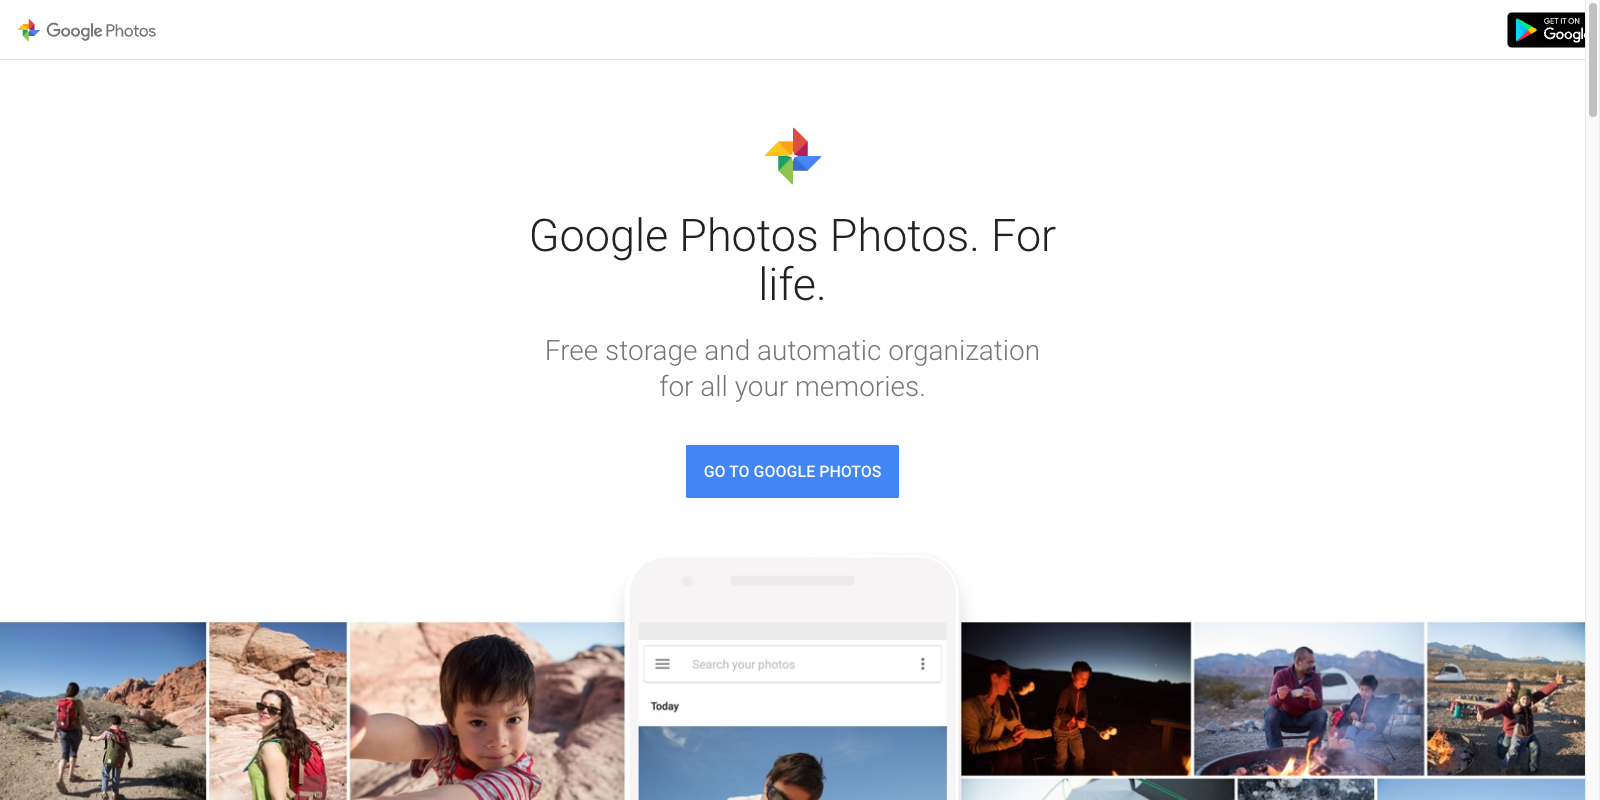 Google Photos
GET IT ON
Google
Google Photos Photos. For
life.
Free storage and automatic organization
for all your memories.
GO TO GOOGLE PHOTOS
Search your photos
Today